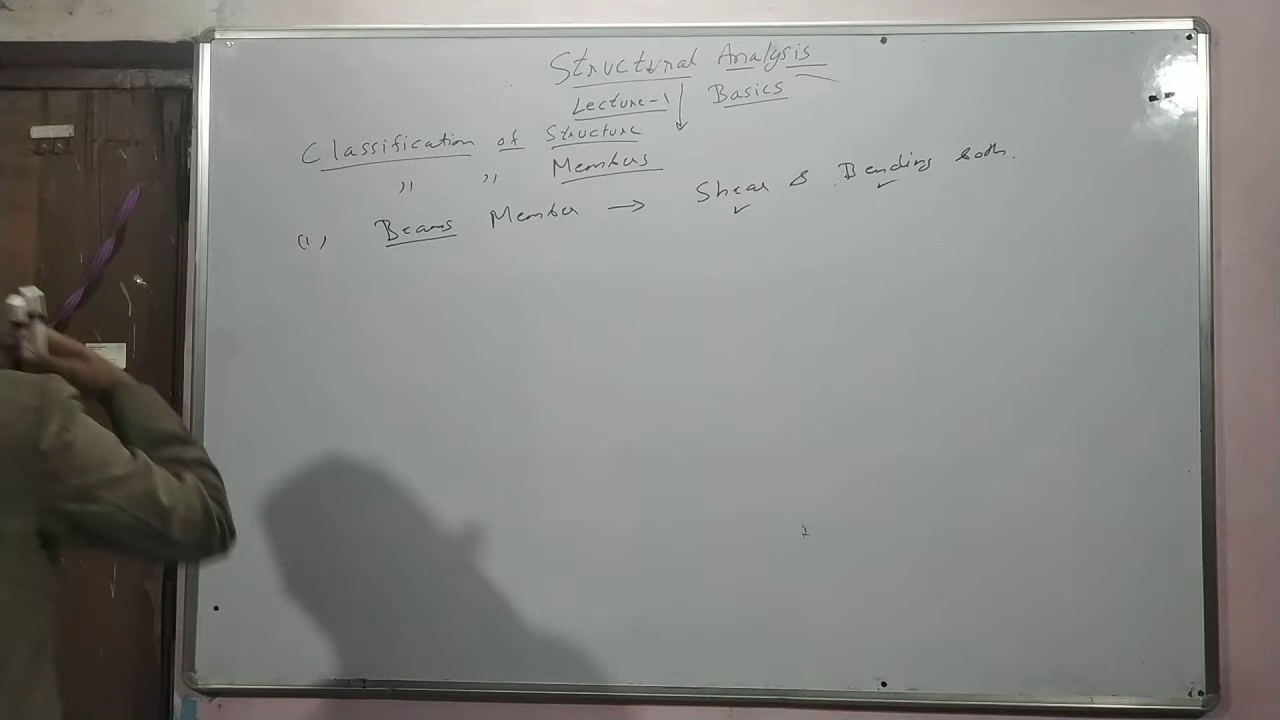 Structural Analysis
Lecture-1 ↓ Basics
Classification of Structure
" " Members
(1) Beams Member → Shear & Bending both.